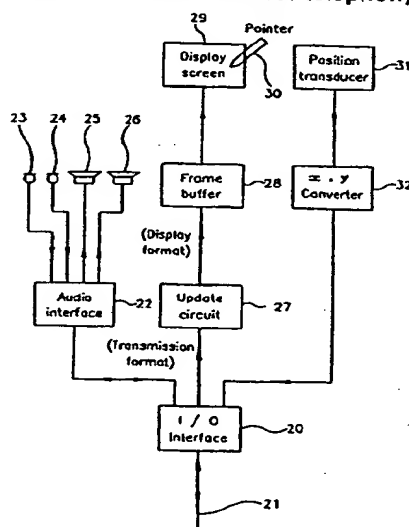 29
Pointer
Display
screen
30
Position
transducer
31
23 24 25 26
Frame
buffer
28
x . y
Converter
32
(Display
format)
Audio
interface
22
Update
circuit
27
(Transmission
format)
I / O
Interface
20
21